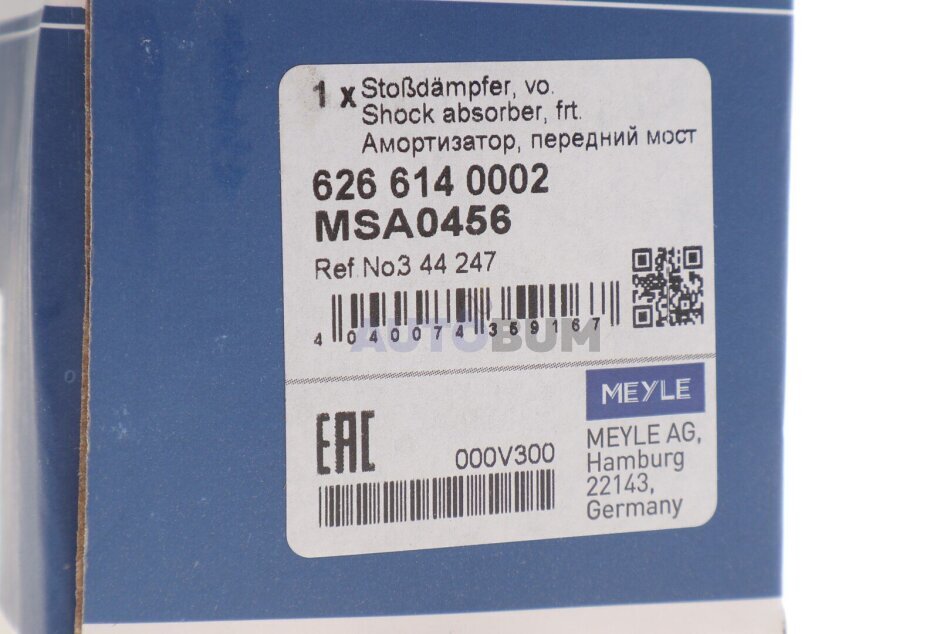 1 x Stoßdämpfer, vo.
Shock absorber, frt.
Амортизатор, передний мост
626 614 0002
MSA0456
Ref.No3 44 247
4 040074 359167
AUTOBUM
EAC
000V300
MEYLE
MEYLE AG,
Hamburg
22143,
Germany